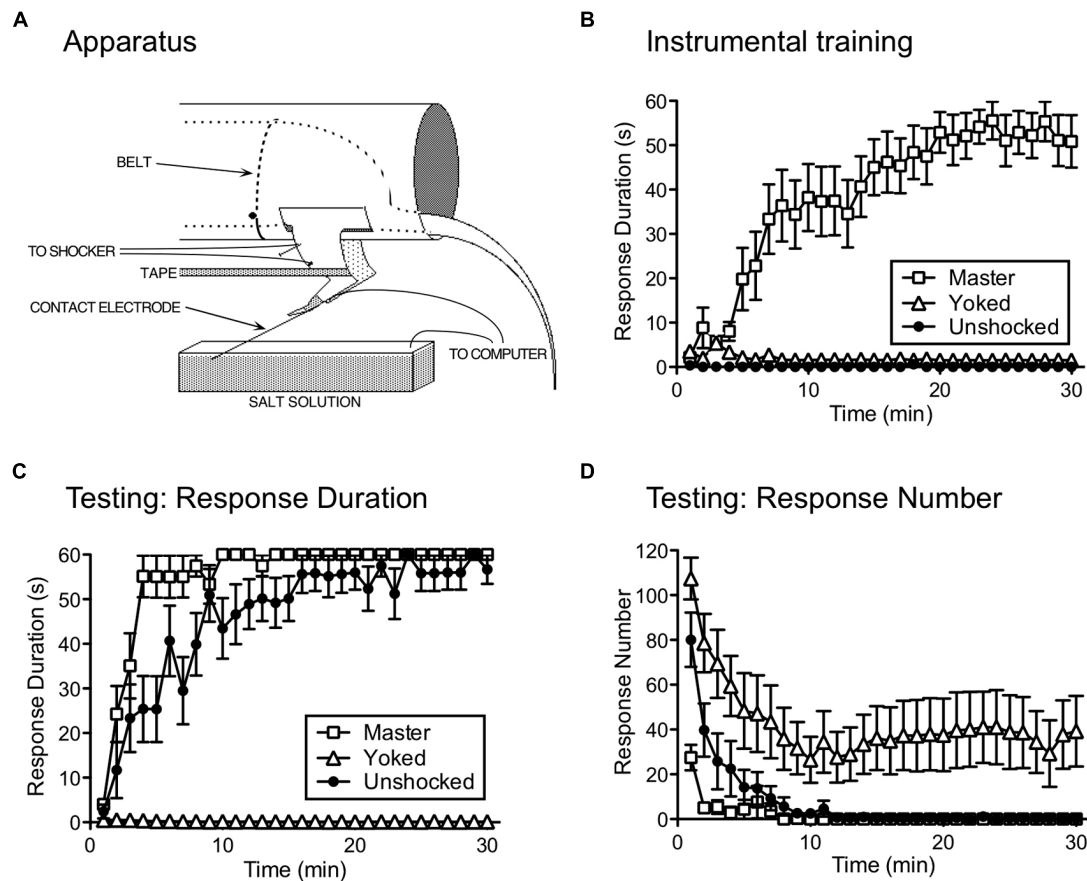 A
Apparatus
BELT
TO SHOCKER
TAPE
CONTACT ELECTRODE
TO COMPUTER
SALT SOLUTION
B
Instrumental training
Response Duration (s)
60
50
40
30
20
10
0
Master
Yoked
Unshocked
0 10 20 30
Time (min)
C
Testing: Response Duration
Response Duration (s)
60
50
40
30
20
10
0
Master
Yoked
Unshocked
0 10 20 30
Time (min)
D
Testing: Response Number
Response Number
120
100
80
60
40
20
0
0 10 20 30
Time (min)